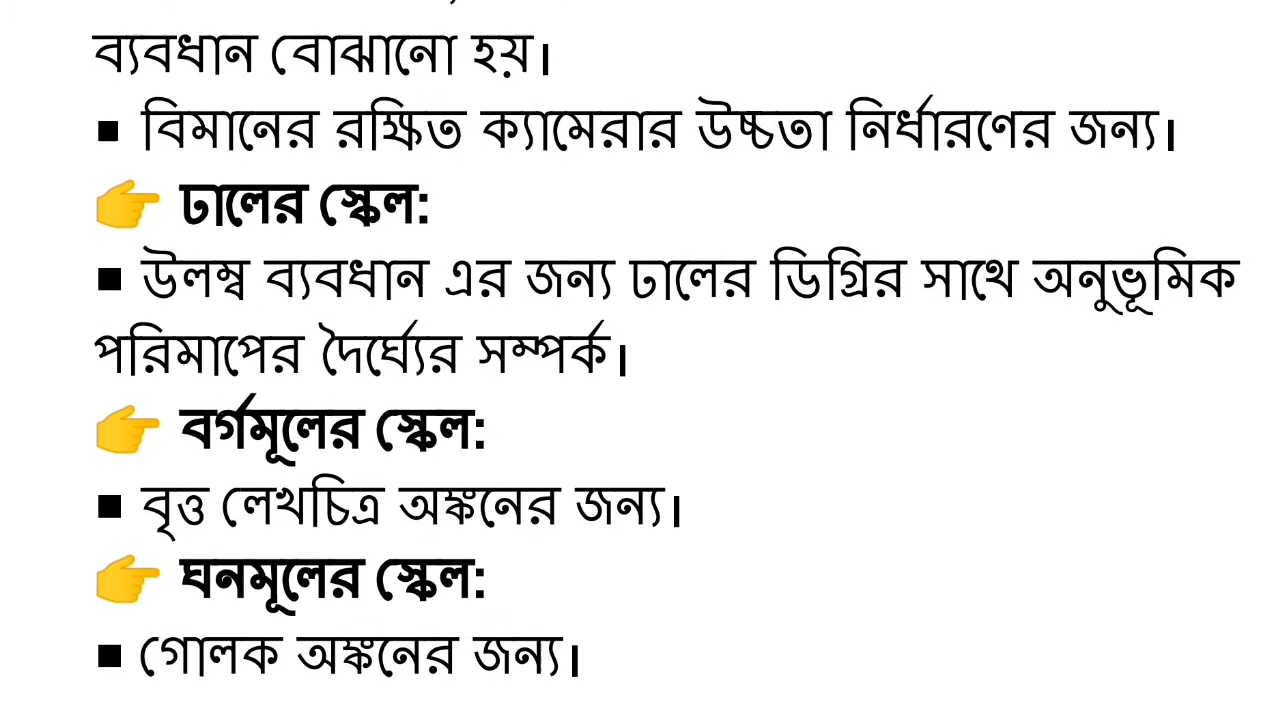 ব্যবধান বোঝানো হয়।
▪ বিমানের রক্ষিত ক্যামেরার উচ্চতা নির্ধারণের জন্য।
👉 ঢালের স্কেল:
▪ উলম্ব ব্যবধান এর জন্য ঢালের ডিগ্রির সাথে অনুভূমিক
পরিমাপের দৈর্ঘ্যের সম্পর্ক।
👉 বর্গমূলের স্কেল:
▪ বৃত্ত লেখচিত্র অঙ্কনের জন্য।
👉 ঘনমূলের স্কেল:
▪ গোলক অঙ্কনের জন্য।